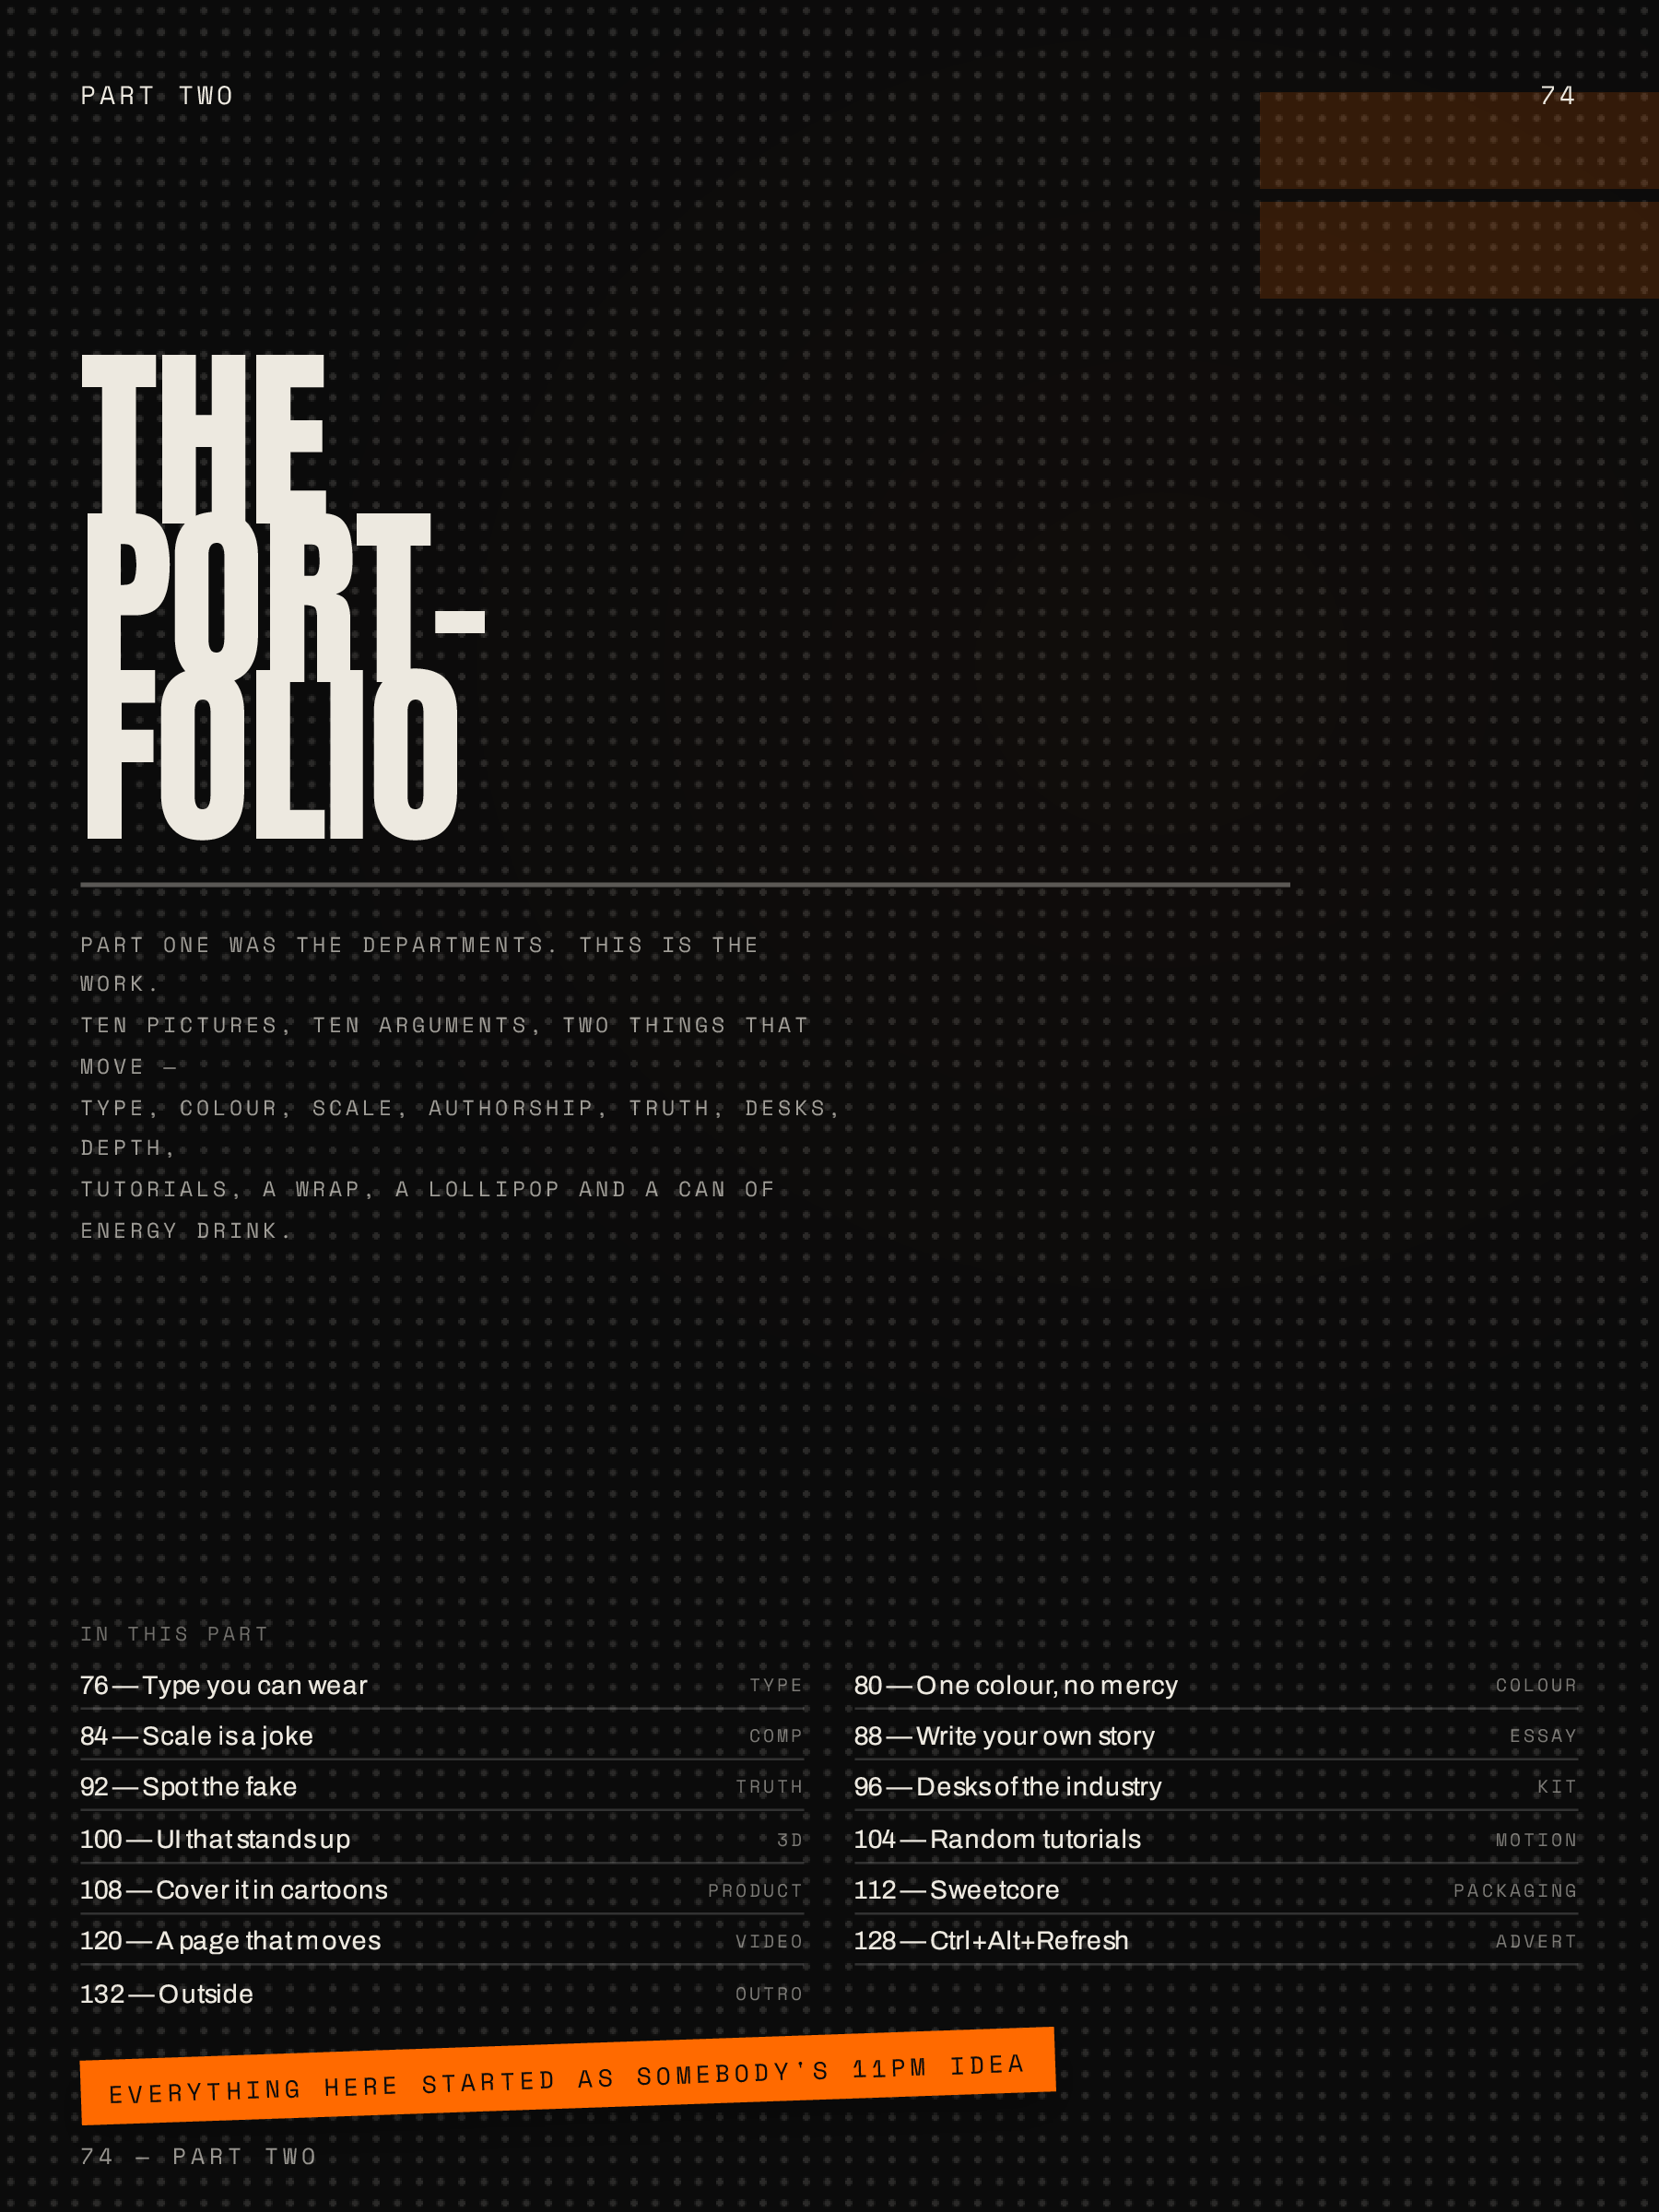 PART TWO
74
THE
PORT-
FOLIO
PART ONE WAS THE DEPARTMENTS. THIS IS THE
WORK.
TEN PICTURES, TEN ARGUMENTS, TWO THINGS THAT
MOVE —
TYPE, COLOUR, SCALE, AUTHORSHIP, TRUTH, DESKS,
DEPTH,
TUTORIALS, A WRAP, A LOLLIPOP AND A CAN OF
ENERGY DRINK.
IN THIS PART
76 — Type you can wear TYPE
80 — One colour, no mercy COLOUR
84 — Scale is a joke COMP
88 — Write your own story ESSAY
92 — Spot the fake TRUTH
96 — Desks of the industry KIT
100 — UI that stands up 3D
104 — Random tutorials MOTION
108 — Cover it in cartoons PRODUCT
112 — Sweetcore PACKAGING
120 — A page that moves VIDEO
128 — Ctrl+Alt+Refresh ADVERT
132 — Outside OUTRO
EVERYTHING HERE STARTED AS SOMEBODY'S 11PM IDEA
74 — PART TWO